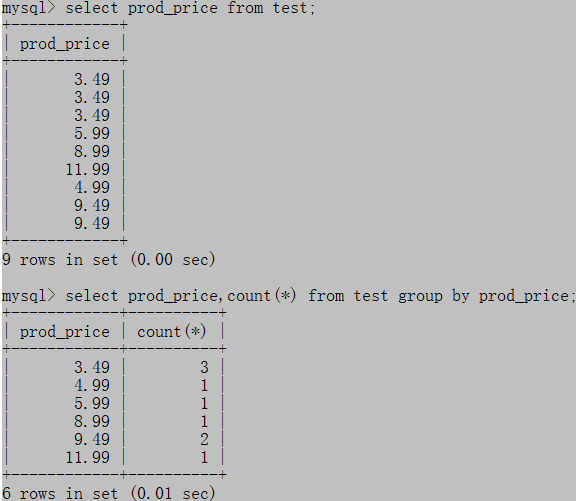 mysql> select prod_price from test;
+------------+
| prod_price |
+------------+
|       3.49 |
|       3.49 |
|       3.49 |
|       5.99 |
|       8.99 |
|      11.99 |
|       4.99 |
|       9.49 |
|       9.49 |
+------------+
9 rows in set (0.00 sec)

mysql> select prod_price,count(*) from test group by prod_price;
+------------+----------+
| prod_price | count(*) |
+------------+----------+
|       3.49 |        3 |
|       4.99 |        1 |
|       5.99 |        1 |
|       8.99 |        1 |
|       9.49 |        2 |
|      11.99 |        1 |
+------------+----------+
6 rows in set (0.01 sec)